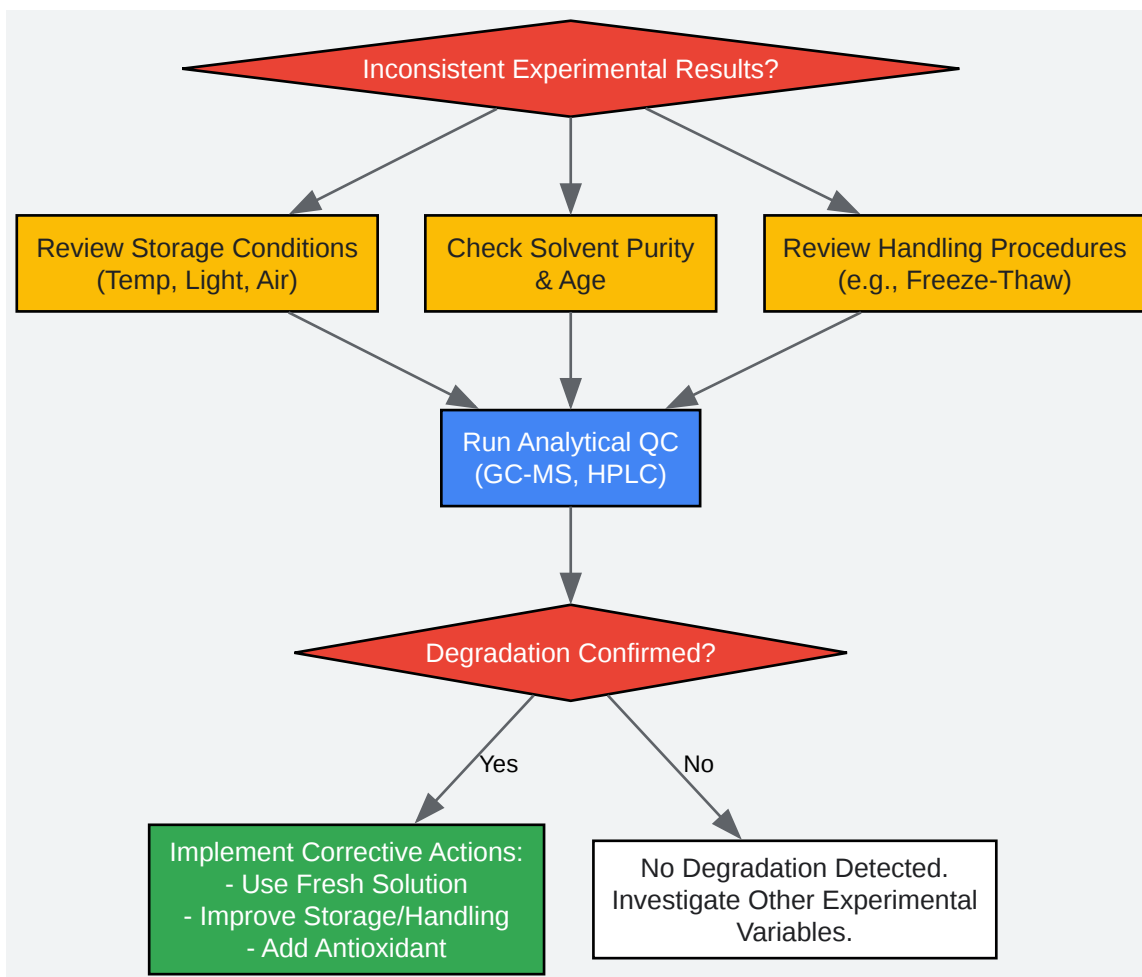 Inconsistent Experimental Results?
Review Storage Conditions
(Temp, Light, Air)
Check Solvent Purity
& Age
Review Handling Procedures
(e.g., Freeze-Thaw)
Run Analytical QC
(GC-MS, HPLC)
Degradation Confirmed?
Yes
No
Implement Corrective Actions:
- Use Fresh Solution
- Improve Storage/Handling
- Add Antioxidant
No Degradation Detected.
Investigate Other Experimental
Variables.